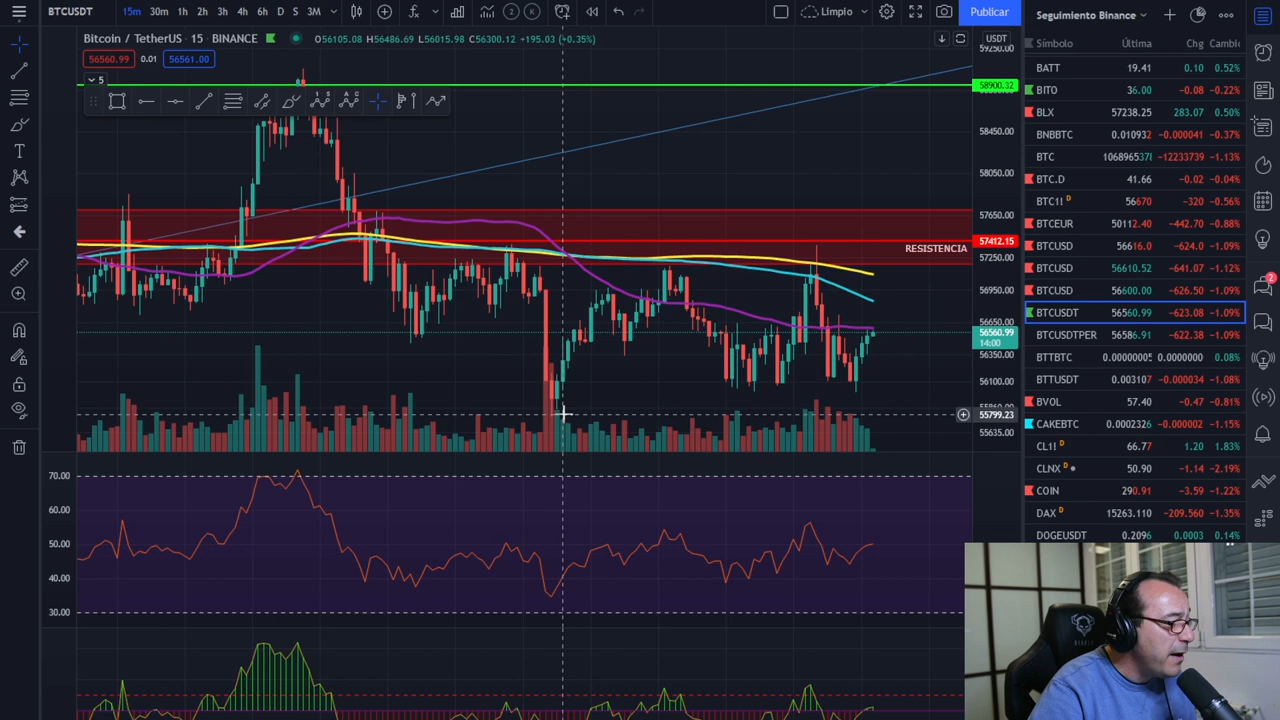 BTCUSDT 15m 30m 1h 2h 3h 4h 6h D S 3M Limpio Publicar
Seguimiento Binance
Bitcoin / TetherUS · 15 · BINANCE O56105.08 H56486.69 L56015.98 C56300.12 +195.03 (+0.35%)
USDT
56560.99 0.01 56561.00
5
Símbolo Última Chg Cambi
BATT 19.41 0.10 0.52%
BITO 36.00 -0.08 -0.22%
BLX 57238.25 283.07 0.50%
BNBBTC 0.010932 -0.000041 -0.37%
BTC 106896537 -12233739 -1.13%
BTC.D 41.66 -0.02 -0.04%
BTC1! D 56670 -320 -0.56%
BTCEUR 50112.40 -442.70 -0.88%
BTCUSD 56616.0 -624.0 -1.09%
BTCUSD 56610.52 -641.07 -1.12%
BTCUSD 56600.00 -626.50 -1.09%
BTCUSDT 56560.99 -623.08 -1.09%
BTCUSDTPER 56586.91 -622.38 -1.09%
BTTBTC 0.0000000 0.0000000 0.08%
BTTUSDT 0.003107 -0.000034 -1.08%
BVOL 57.40 -0.47 -0.81%
CAKEBTC 0.0002326 -0.000002 -1.15%
CL1! D 66.77 1.20 1.83%
CLNX D 50.90 -1.14 -2.19%
COIN 290.91 -3.59 -1.22%
DAX D 15263.110 -209.560 -1.35%
DOGEUSDT 0.2096 0.0003 0.14%
59250.00
58900.32
58450.00
58050.00
57650.00
57412.15
RESISTENCIA
57250.00
56950.00
56650.00
56560.99
14:00
56350.00
56100.00
55799.23
55635.00
70.00
60.00
50.00
40.00
30.00
2